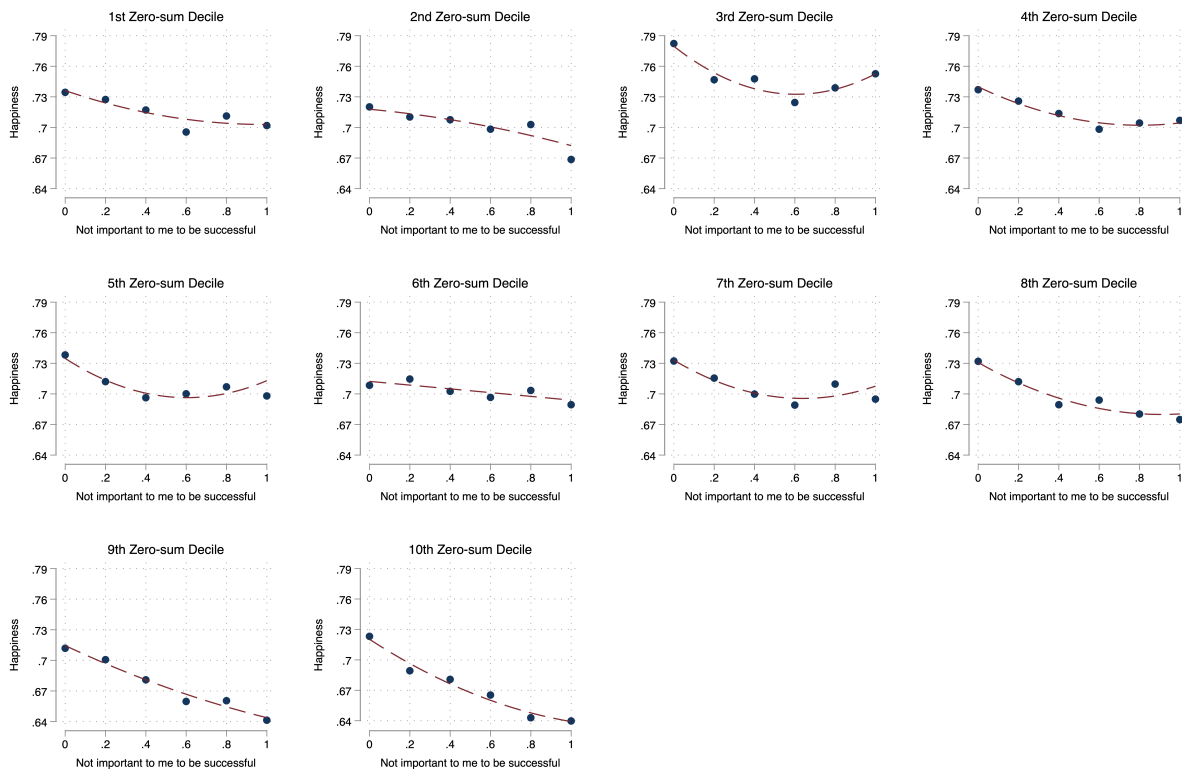 1st Zero-sum Decile
.79
.76
.73
.7
.67
.64
Happiness
0 .2 .4 .6 .8 1
Not important to me to be successful
2nd Zero-sum Decile
.79
.76
.73
.7
.67
.64
Happiness
0 .2 .4 .6 .8 1
Not important to me to be successful
3rd Zero-sum Decile
.79
.76
.73
.7
.67
.64
Happiness
0 .2 .4 .6 .8 1
Not important to me to be successful
4th Zero-sum Decile
.79
.76
.73
.7
.67
.64
Happiness
0 .2 .4 .6 .8 1
Not important to me to be successful
5th Zero-sum Decile
.79
.76
.73
.7
.67
.64
Happiness
0 .2 .4 .6 .8 1
Not important to me to be successful
6th Zero-sum Decile
.79
.76
.73
.7
.67
.64
Happiness
0 .2 .4 .6 .8 1
Not important to me to be successful
7th Zero-sum Decile
.79
.76
.73
.7
.67
.64
Happiness
0 .2 .4 .6 .8 1
Not important to me to be successful
8th Zero-sum Decile
.79
.76
.73
.7
.67
.64
Happiness
0 .2 .4 .6 .8 1
Not important to me to be successful
9th Zero-sum Decile
.79
.76
.73
.7
.67
.64
Happiness
0 .2 .4 .6 .8 1
Not important to me to be successful
10th Zero-sum Decile
.79
.76
.73
.7
.67
.64
Happiness
0 .2 .4 .6 .8 1
Not important to me to be successful